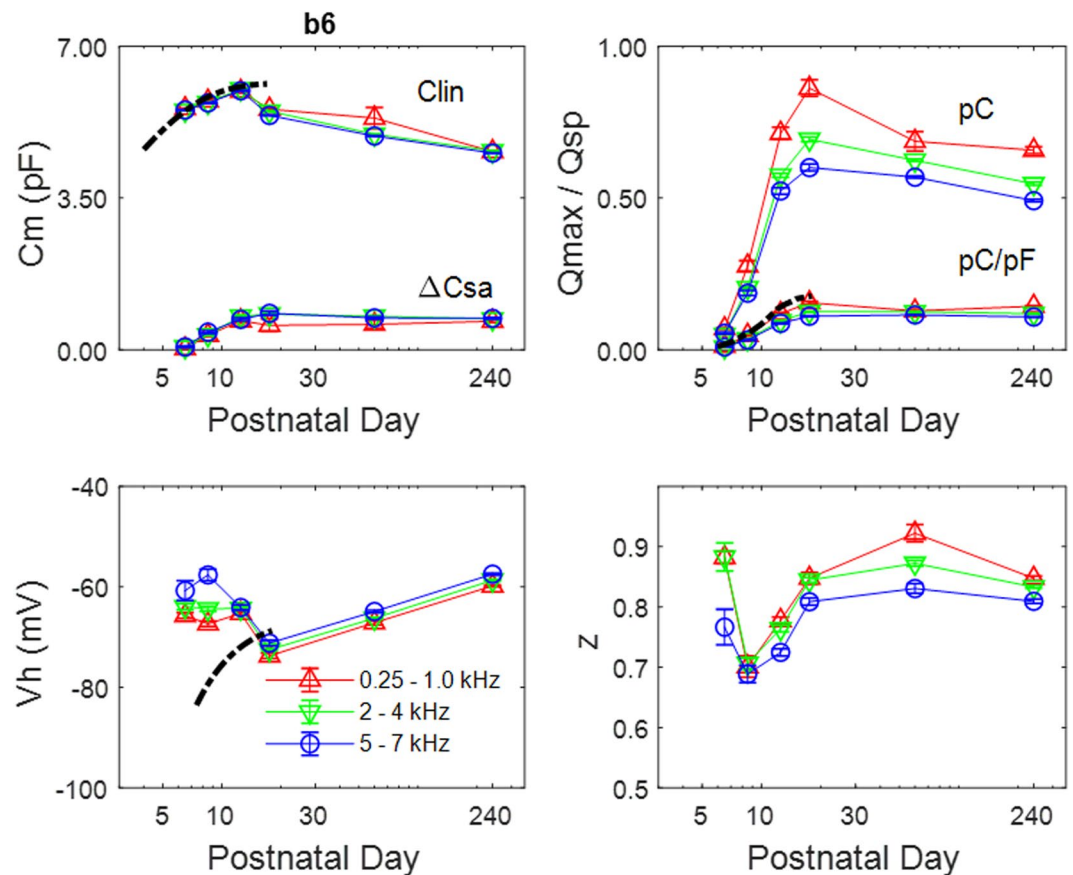 b6
7.00
3.50
0.00
Cm (pF)
Clin
ΔCsa
5
10
30
240
Postnatal Day
1.00
0.50
0.00
Qmax / Qsp
pC
pC/pF
5
10
30
240
Postnatal Day
-40
-60
-80
-100
Vh (mV)
0.25 - 1.0 kHz
2 - 4 kHz
5 - 7 kHz
5
10
30
240
Postnatal Day
0.9
0.8
0.7
0.6
0.5
z
5
10
30
240
Postnatal Day